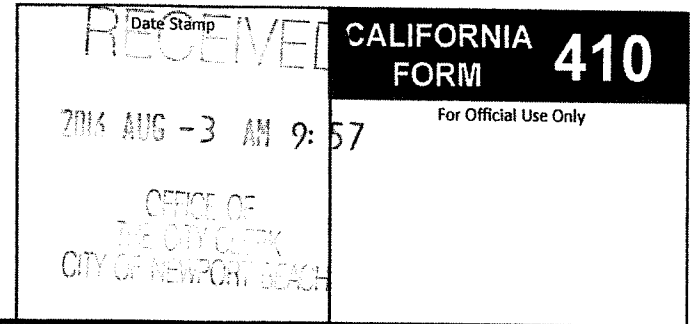 Date Stamp
RECEIVED
CALIFORNIA
FORM 410
For Official Use Only
AUG -3 AM 9:57
OFFICE OF
THE CITY CLERK
CITY OF NEWPORT BEACH